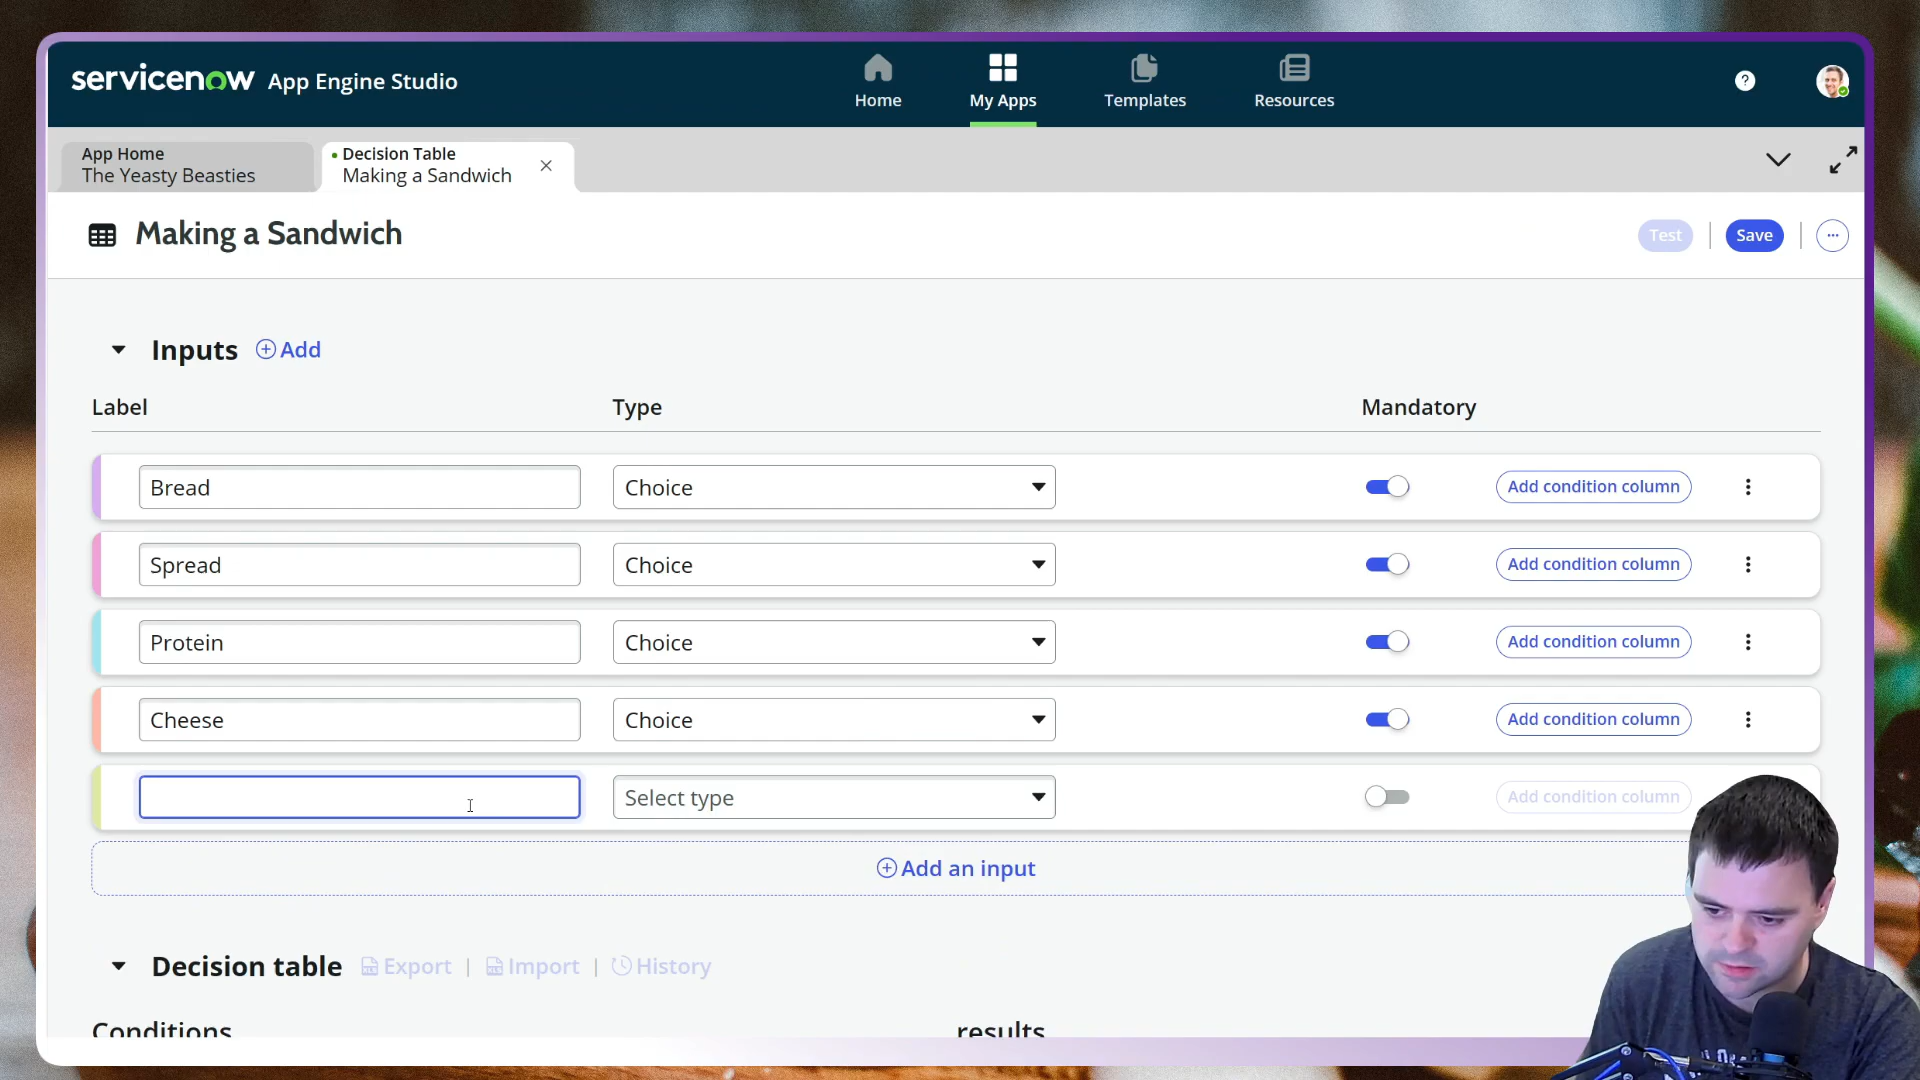 servicenow App Engine Studio
Home
My Apps
Templates
Resources
?
App Home
The Yeasty Beasties
Decision Table
Making a Sandwich
Making a Sandwich
Test
Save
Inputs
Add
Label
Type
Mandatory
Bread
Choice
Add condition column
Spread
Choice
Add condition column
Protein
Choice
Add condition column
Cheese
Choice
Add condition column
Select type
Add condition column
Add an input
Decision table
Export | Import | History
Conditions
results